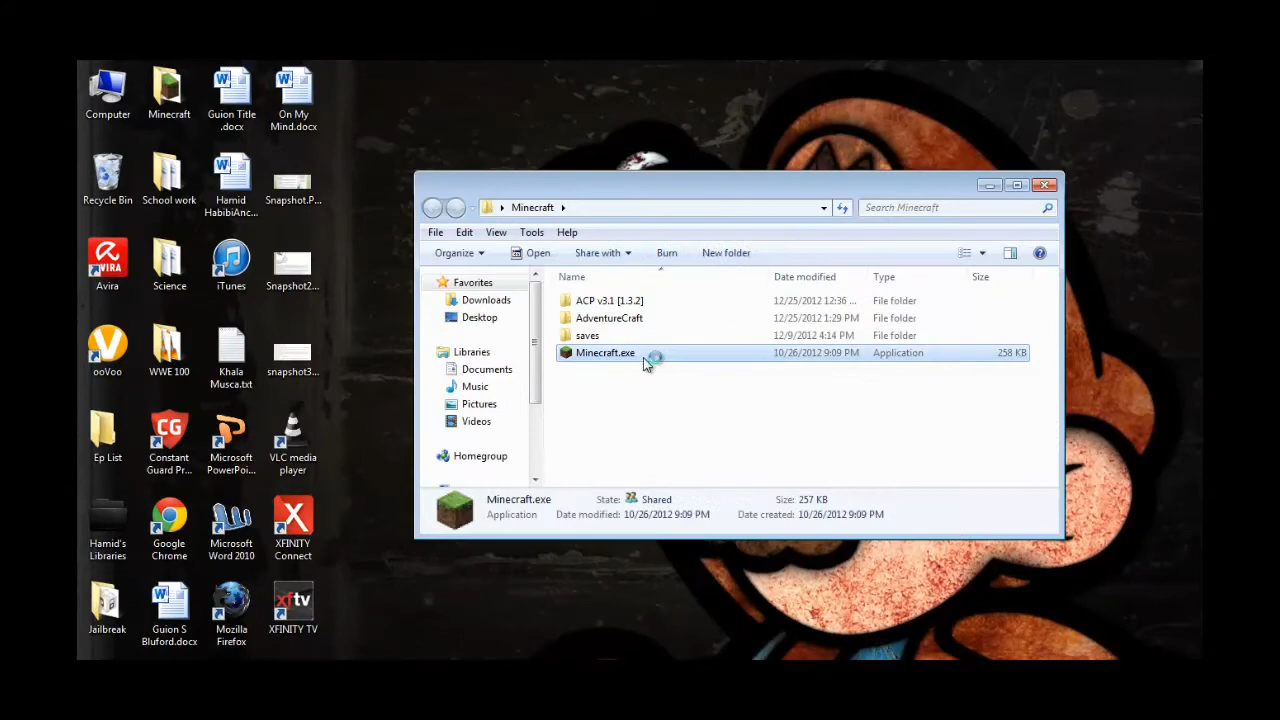 Computer
Minecraft
Guion Title
.docx
On My
Mind.docx
Recycle Bin
School work
Hamid
HabibiAnc...
Snapshot.P...
Avira
Science
iTunes
Snapshot2...
ooVoo
WWE 100
Khala
Musca.txt
snapshot3...
Ep List
Constant
Guard Pr...
Microsoft
PowerPoi...
VLC media
player
Hamid's
Libraries
Google
Chrome
Microsoft
Word 2010
XFINITY
Connect
Jailbreak
Guion S
Bluford.docx
Mozilla
Firefox
XFINITY TV
VIRA
CG
X
xftv
Minecraft
Search Minecraft
File Edit View Tools Help
Organize Open Share with Burn New folder
Favorites
Downloads
Desktop
Libraries
Documents
Music
Pictures
Videos
Homegroup
Name Date modified Type Size
ACP v3.1 [1.3.2] 12/25/2012 12:36 ... File folder
AdventureCraft 12/25/2012 1:29 PM File folder
saves 12/9/2012 4:14 PM File folder
Minecraft.exe 10/26/2012 9:09 PM Application 258 KB
Minecraft.exe State: Shared Size: 257 KB
Application Date modified: 10/26/2012 9:09 PM Date created: 10/26/2012 9:09 PM